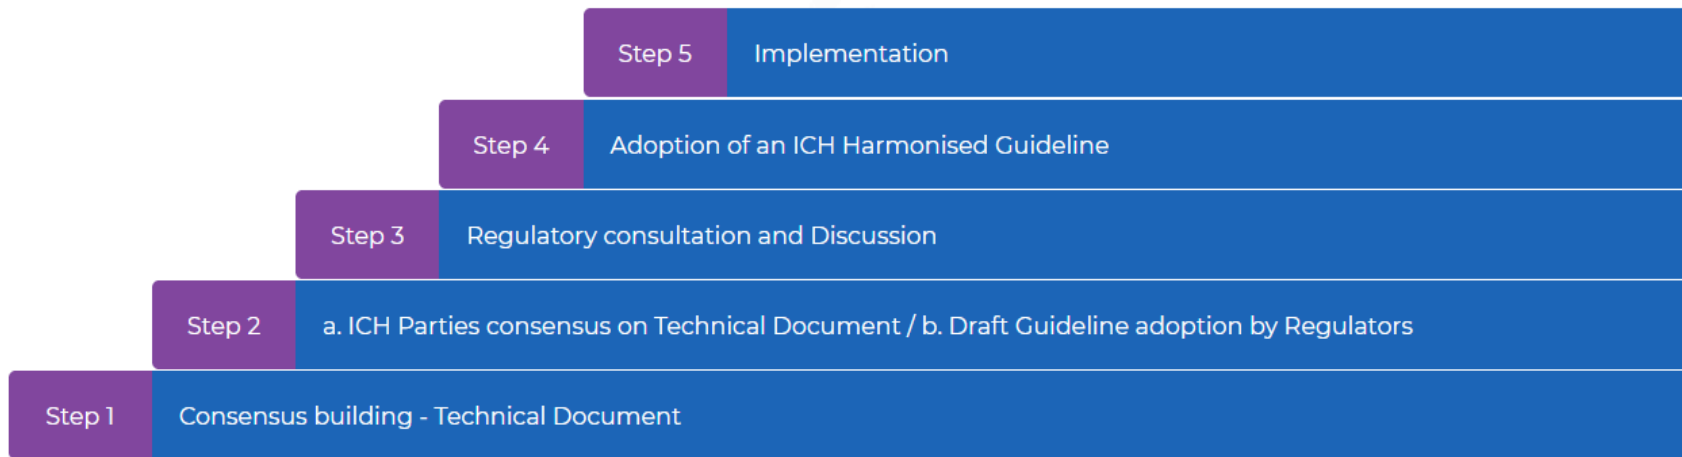 Step 5 Implementation
Step 4 Adoption of an ICH Harmonised Guideline
Step 3 Regulatory consultation and Discussion
Step 2 a. ICH Parties consensus on Technical Document / b. Draft Guideline adoption by Regulators
Step 1 Consensus building - Technical Document